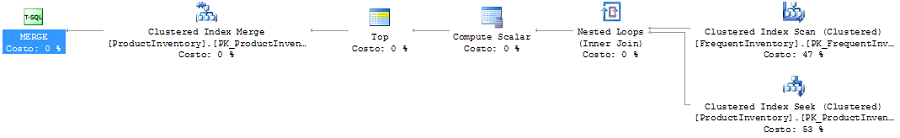 T-SQL
MERGE
Costo: 0 %
Clustered Index Merge
[ProductInventory].[PK_ProductInven…
Costo: 0 %
Top
Costo: 0 %
Compute Scalar
Costo: 0 %
Nested Loops
(Inner Join)
Costo: 0 %
Clustered Index Scan (Clustered)
[FrequentInventory].[PK_FrequentInv…
Costo: 47 %
Clustered Index Seek (Clustered)
[ProductInventory].[PK_ProductInven…
Costo: 53 %